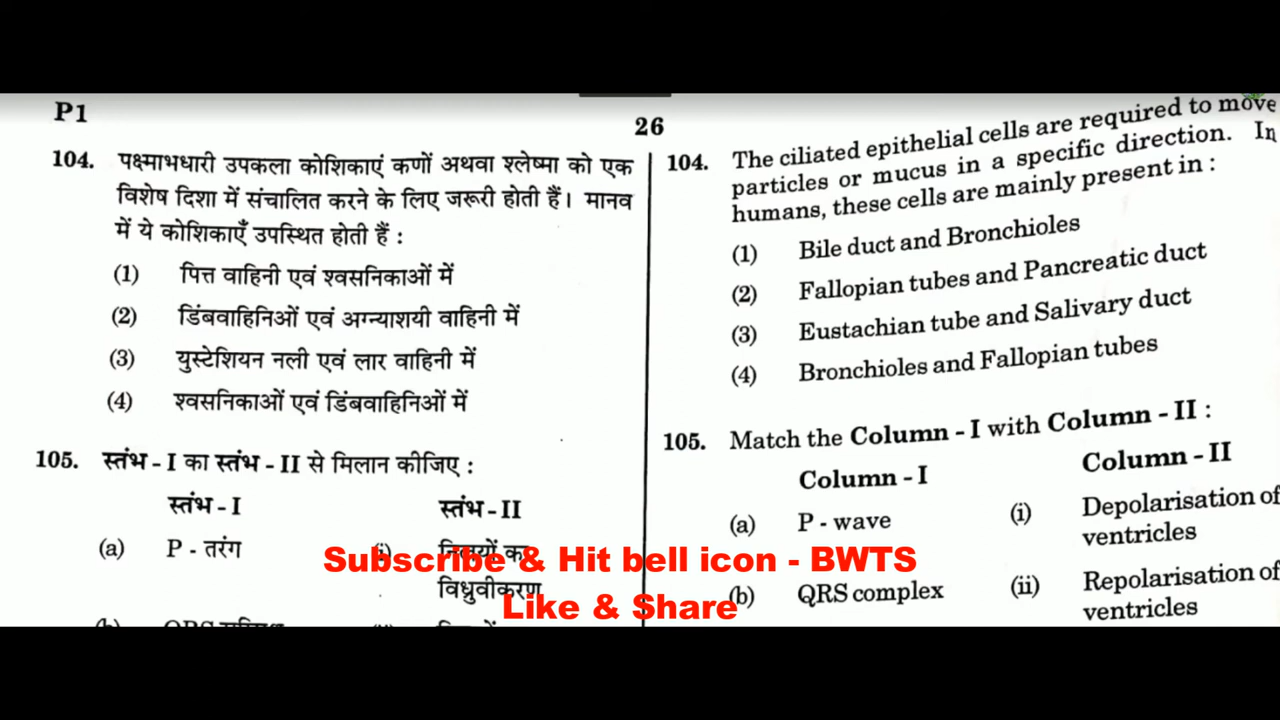 P1
26
104. पक्ष्माभधारी उपकला कोशिकाएं कणों अथवा श्लेष्मा को एक
विशेष दिशा में संचालित करने के लिए जरूरी होती हैं। मानव
में ये कोशिकाएँ उपस्थित होती हैं :
(1) पित्त वाहिनी एवं श्वसनिकाओं में
(2) डिंबवाहिनिओं एवं अग्न्याशयी वाहिनी में
(3) युस्टेशियन नली एवं लार वाहिनी में
(4) श्वसनिकाओं एवं डिंबवाहिनिओं में
105. स्तंभ - I का स्तंभ - II से मिलान कीजिए :
स्तंभ - I स्तंभ - II
(a) P - तरंग (i) निलयों का
विध्रुवीकरण
104. The ciliated epithelial cells are required to move
particles or mucus in a specific direction. In
humans, these cells are mainly present in :
(1) Bile duct and Bronchioles
(2) Fallopian tubes and Pancreatic duct
(3) Eustachian tube and Salivary duct
(4) Bronchioles and Fallopian tubes
105. Match the Column - I with Column - II :
Column - I Column - II
(a) P - wave (i) Depolarisation of
ventricles
(b) QRS complex (ii) Repolarisation of
ventricles
Subscribe & Hit bell icon - BWTS
Like & Share